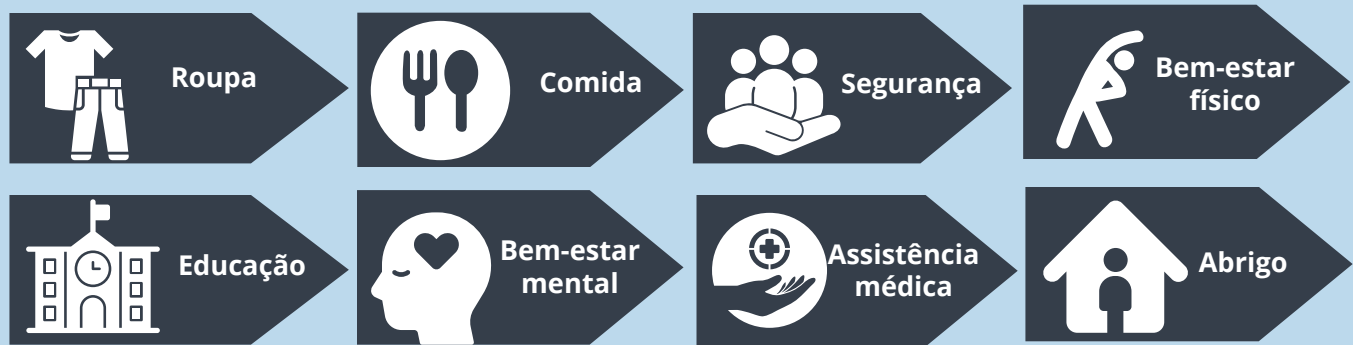 Roupa
Comida
Segurança
Bem-estar
físico
Educação
Bem-estar
mental
Assistência
médica
Abrigo